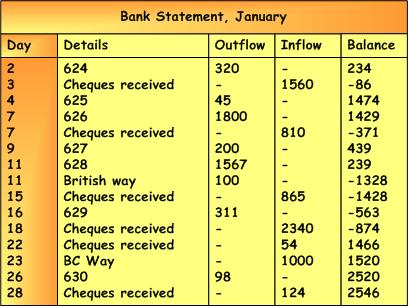 Bank Statement, January
Day Details Outflow Inflow Balance
2 624 320 - 234
3 Cheques received - 1560 -86
4 625 45 - 1474
7 626 1800 - 1429
7 Cheques received - 810 -371
9 627 200 - 439
11 628 1567 - 239
11 British way 100 - -1328
15 Cheques received - 865 -1428
16 629 311 - -563
18 Cheques received - 2340 -874
22 Cheques received - 54 1466
23 BC Way - 1000 1520
26 630 98 - 2520
28 Cheques received - 124 2546